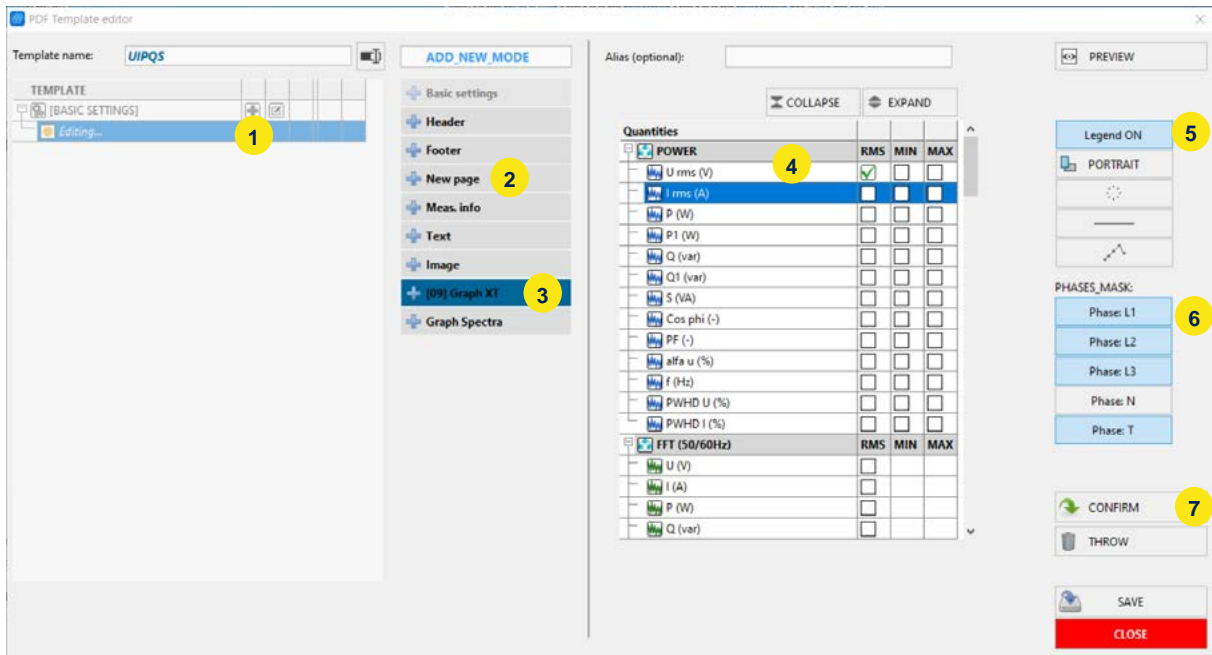 PDF Template editor
Template name:
UIPQS
ADD_NEW_MODE
TEMPLATE
[BASIC SETTINGS]
Editing...
1
Basic settings
Header
Footer
New page
2
Meas. info
Text
Image
[09] Graph XT
3
Graph Spectra
Alias (optional):
COLLAPSE
EXPAND
Quantities
POWER RMS MIN MAX
4
U rms (V)
I rms (A)
P (W)
P1 (W)
Q (var)
Q1 (var)
S (VA)
Cos phi (-)
PF (-)
alfa u (%)
f (Hz)
PWHD U (%)
PWHD I (%)
FFT (50/60Hz) RMS MIN MAX
U (V)
I (A)
P (W)
Q (var)
PREVIEW
Legend ON
5
PORTRAIT
PHASES_MASK:
Phase: L1
6
Phase: L2
Phase: L3
Phase: N
Phase: T
CONFIRM
7
THROW
SAVE
CLOSE